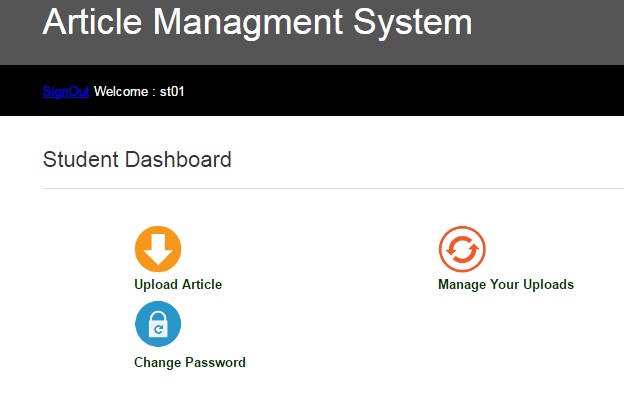 Article Managment System
SignOut Welcome : st01
Student Dashboard
Upload Article
Manage Your Uploads
Change Password